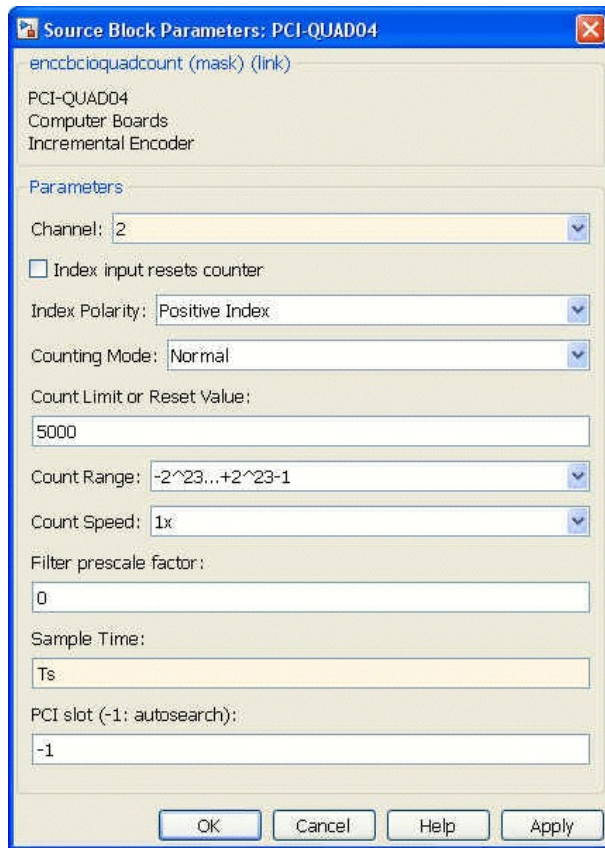 Source Block Parameters: PCI-QUAD04
enccbcioquadcount (mask) (link)
PCI-QUAD04
Computer Boards
Incremental Encoder
Parameters
Channel: 2
Index input resets counter
Index Polarity: Positive Index
Counting Mode: Normal
Count Limit or Reset Value:
5000
Count Range: -2^23...+2^23-1
Count Speed: 1x
Filter prescale factor:
0
Sample Time:
Ts
PCI slot (-1: autosearch):
-1
OK Cancel Help Apply